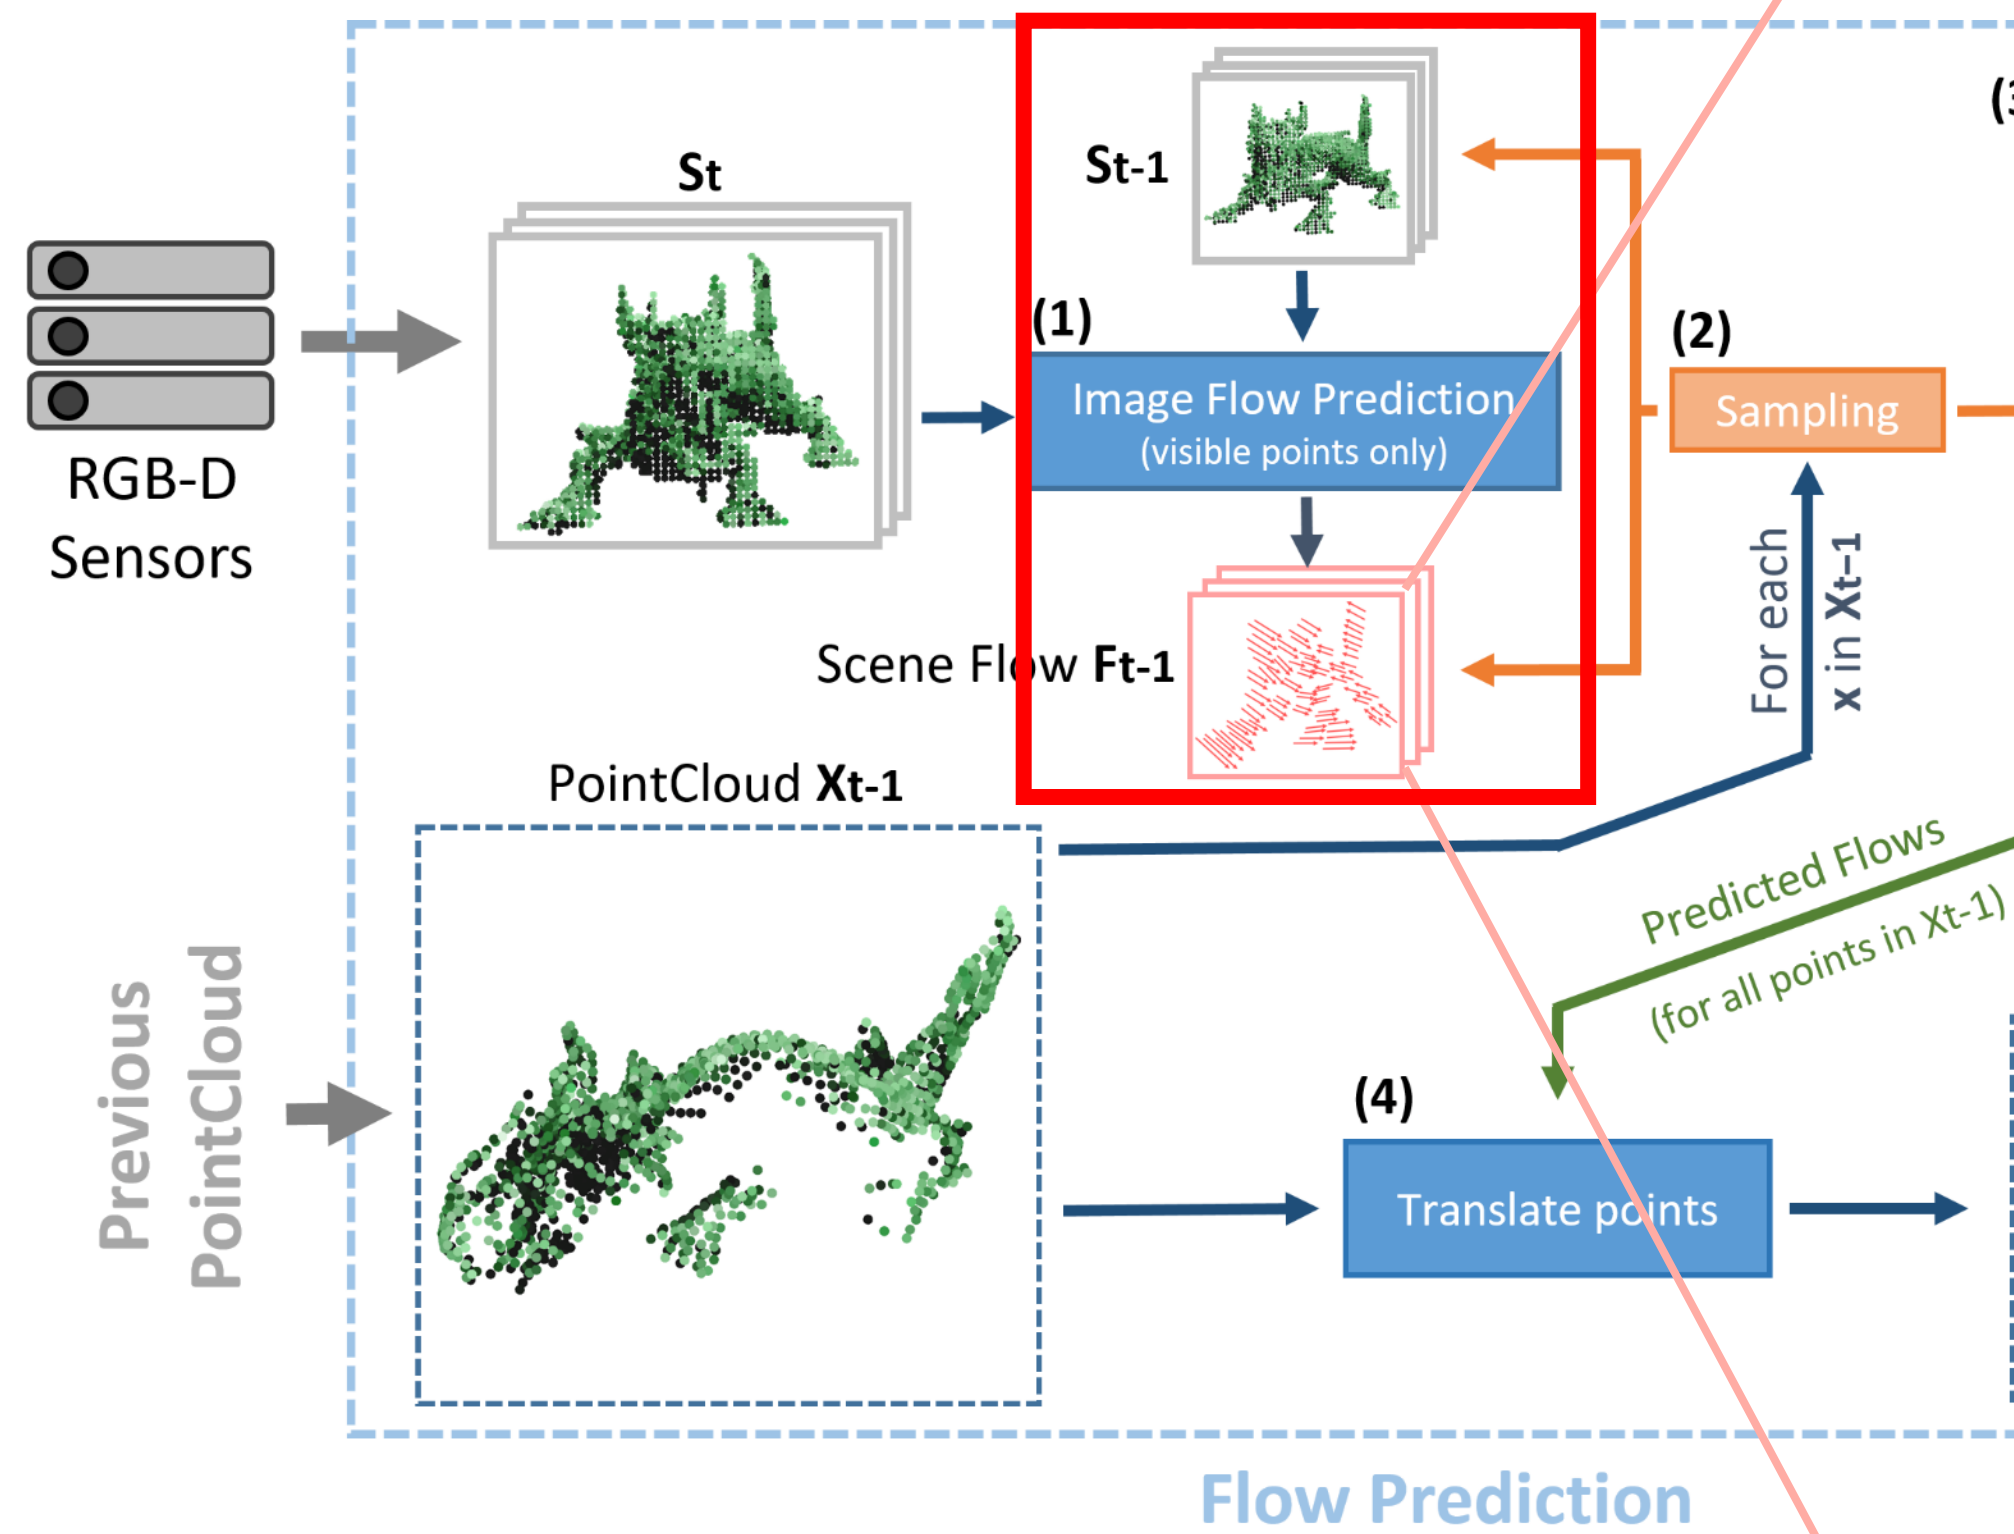 St
RGB-D
Sensors
St-1
(1)
Image Flow Prediction
(visible points only)
Scene Flow Ft-1
(2)
Sampling
For each
x in Xt-1
PointCloud Xt-1
Previous
PointCloud
Predicted Flows
(for all points in Xt-1)
(4)
Translate points
Flow Prediction